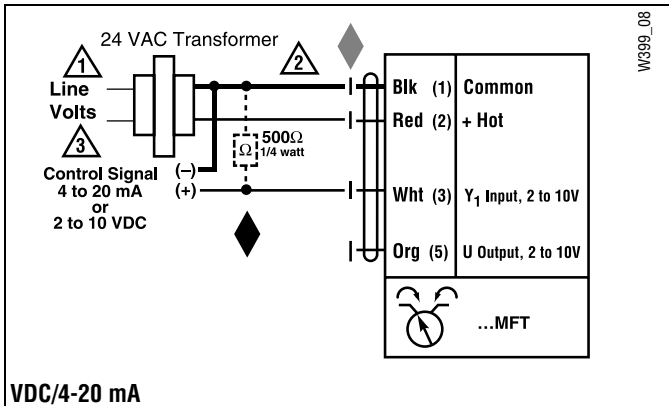 W399_08
24 VAC Transformer
1
2
Line
Volts
3
Control Signal
4 to 20 mA
or
2 to 10 VDC
(–)
(+)
Ω
500Ω
1/4 watt
Blk (1) Common
Red (2) + Hot
Wht (3) Y₁ Input, 2 to 10V
Org (5) U Output, 2 to 10V
...MFT
VDC/4-20 mA